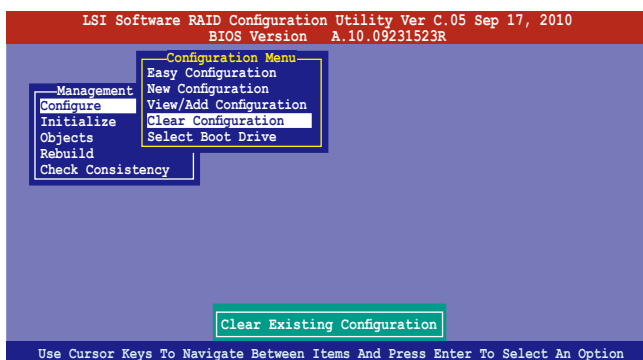 LSI Software RAID Configuration Utility Ver C.05 Sep 17, 2010
BIOS Version A.10.09231523R
Configuration Menu
Easy Configuration
New Configuration
View/Add Configuration
Clear Configuration
Select Boot Drive
Management
Configure
Initialize
Objects
Rebuild
Check Consistency
Clear Existing Configuration
Use Cursor Keys To Navigate Between Items And Press Enter To Select An Option